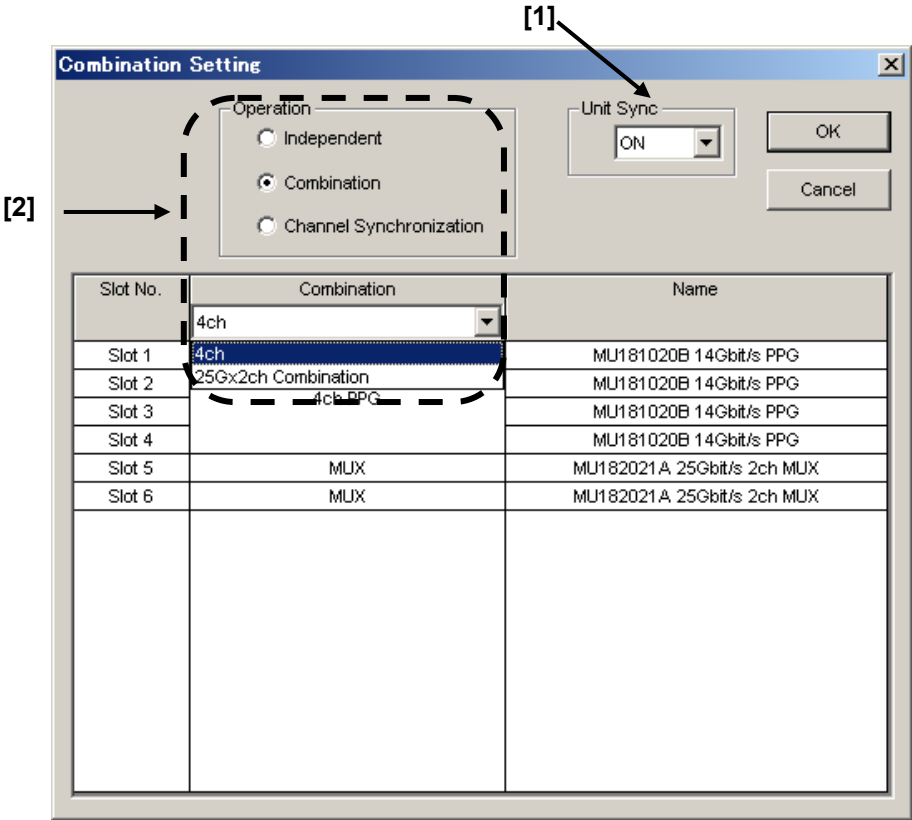 [1]
Combination Setting
Operation
Unit Sync
Independent
ON
OK
Combination
Cancel
[2]
Channel Synchronization
Slot No. Combination Name
4ch
Slot 1 4ch MU181020B 14Gbit/s PPG
Slot 2 25Gx2ch Combination MU181020B 14Gbit/s PPG
Slot 3 4ch PPG MU181020B 14Gbit/s PPG
Slot 4 MU181020B 14Gbit/s PPG
Slot 5 MUX MU182021A 25Gbit/s 2ch MUX
Slot 6 MUX MU182021A 25Gbit/s 2ch MUX